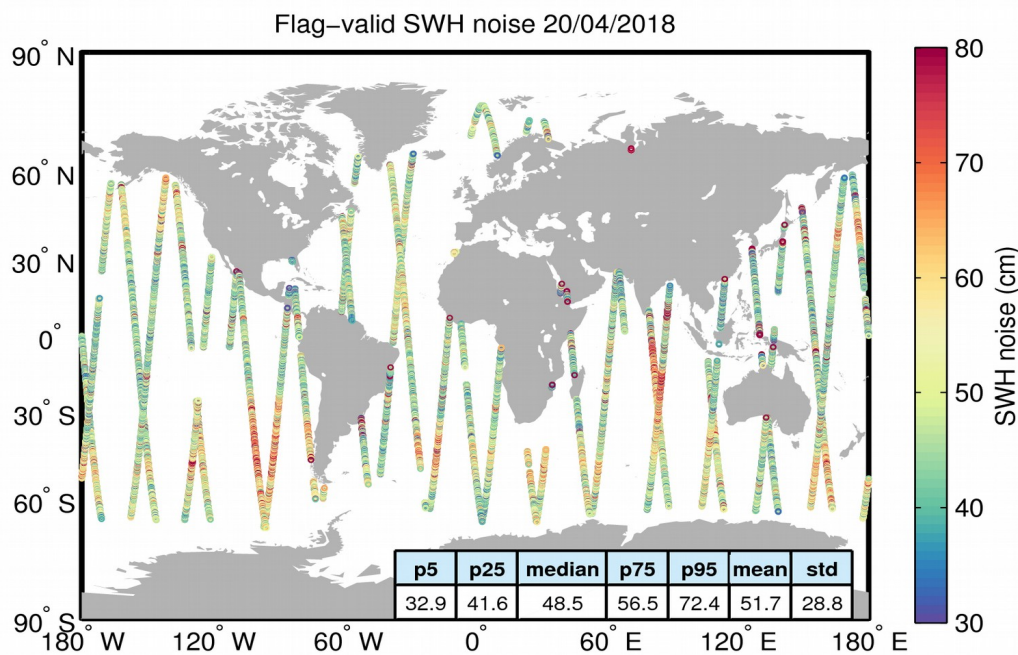 Flag−valid SWH noise 20/04/2018
90° N
60° N
30° N
0°
30° S
60° S
90° S
180° W
120° W
60° W
0°
60° E
120° E
180° E
80
70
60
50
40
30
SWH noise (cm)
p5 p25 median p75 p95 mean std
32.9 41.6 48.5 56.5 72.4 51.7 28.8